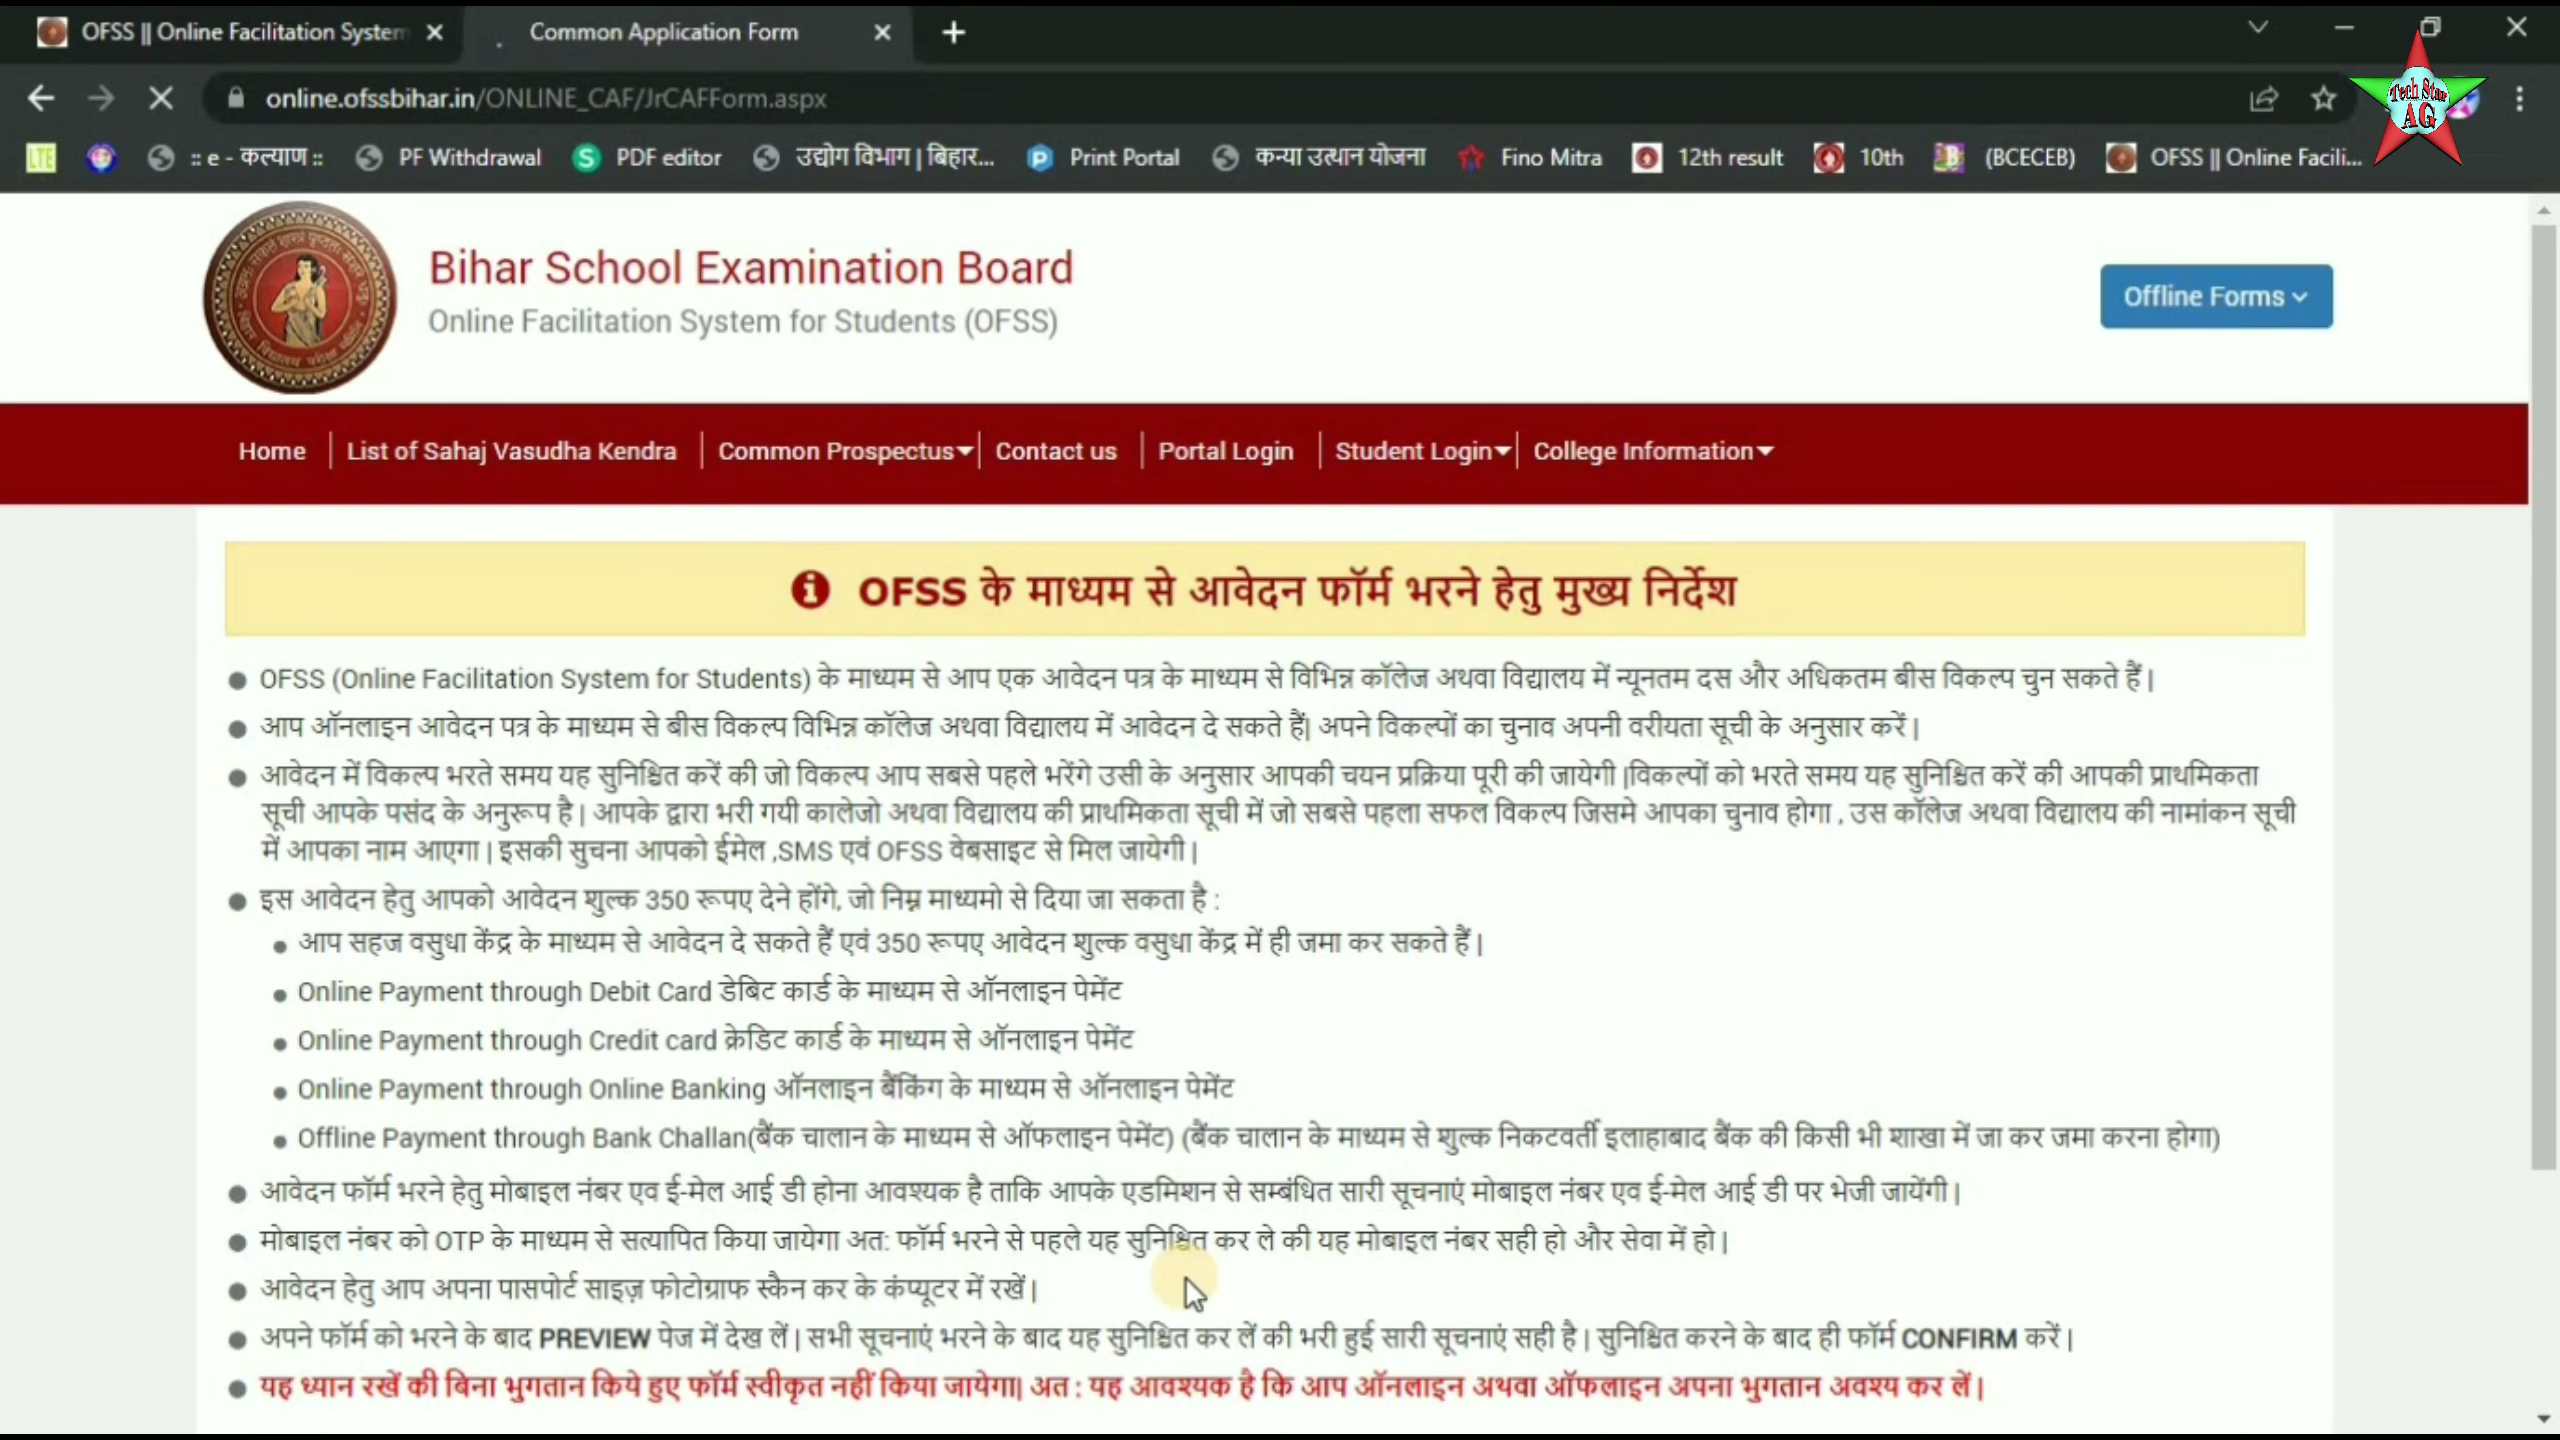 OFSS || Online Facilitation System
Common Application Form
online.ofssbihar.in/ONLINE_CAF/JrCAFForm.aspx
Tech Star
AG
LTE
:: e - कल्याण ::
PF Withdrawal
S
PDF editor
उद्योग विभाग | बिहार...
P
Print Portal
कन्या उत्थान योजना
Fino Mitra
12th result
10th
(BCECEB)
OFSS || Online Facili...
Bihar School Examination Board
Online Facilitation System for Students (OFSS)
Offline Forms
Home
List of Sahaj Vasudha Kendra
Common Prospectus
Contact us
Portal Login
Student Login
College Information
OFSS के माध्यम से आवेदन फॉर्म भरने हेतु मुख्य निर्देश
OFSS (Online Facilitation System for Students) के माध्यम से आप एक आवेदन पत्र के माध्यम से विभिन्न कॉलेज अथवा विद्यालय में न्यूनतम दस और अधिकतम बीस विकल्प चुन सकते हैं |
आप ऑनलाइन आवेदन पत्र के माध्यम से बीस विकल्प विभिन्न कॉलेज अथवा विद्यालय में आवेदन दे सकते हैं| अपने विकल्पों का चुनाव अपनी वरीयता सूची के अनुसार करें |
आवेदन में विकल्प भरते समय यह सुनिश्चित करें की जो विकल्प आप सबसे पहले भरेंगे उसी के अनुसार आपकी चयन प्रक्रिया पूरी की जायेगी |विकल्पों को भरते समय यह सुनिश्चित करें की आपकी प्राथमिकता
सूची आपके पसंद के अनुरूप है | आपके द्वारा भरी गयी कालेजो अथवा विद्यालय की प्राथमिकता सूची में जो सबसे पहला सफल विकल्प जिसमे आपका चुनाव होगा , उस कॉलेज अथवा विद्यालय की नामांकन सूची
में आपका नाम आएगा | इसकी सुचना आपको ईमेल ,SMS एवं OFSS वेबसाइट से मिल जायेगी |
इस आवेदन हेतु आपको आवेदन शुल्क 350 रूपए देने होंगे, जो निम्न माध्यमो से दिया जा सकता है :
आप सहज वसुधा केंद्र के माध्यम से आवेदन दे सकते हैं एवं 350 रूपए आवेदन शुल्क वसुधा केंद्र में ही जमा कर सकते हैं |
Online Payment through Debit Card डेबिट कार्ड के माध्यम से ऑनलाइन पेमेंट
Online Payment through Credit card क्रेडिट कार्ड के माध्यम से ऑनलाइन पेमेंट
Online Payment through Online Banking ऑनलाइन बैंकिंग के माध्यम से ऑनलाइन पेमेंट
Offline Payment through Bank Challan(बैंक चालान के माध्यम से ऑफलाइन पेमेंट) (बैंक चालान के माध्यम से शुल्क निकटवर्ती इलाहाबाद बैंक की किसी भी शाखा में जा कर जमा करना होगा)
आवेदन फॉर्म भरने हेतु मोबाइल नंबर एव ई-मेल आई डी होना आवश्यक है ताकि आपके एडमिशन से सम्बंधित सारी सूचनाएं मोबाइल नंबर एव ई-मेल आई डी पर भेजी जायेंगी |
मोबाइल नंबर को OTP के माध्यम से सत्यापित किया जायेगा अत: फॉर्म भरने से पहले यह सुनिश्चित कर ले की यह मोबाइल नंबर सही हो और सेवा में हो |
आवेदन हेतु आप अपना पासपोर्ट साइज़ फोटोग्राफ स्कैन कर के कंप्यूटर में रखें |
अपने फॉर्म को भरने के बाद PREVIEW पेज में देख लें | सभी सूचनाएं भरने के बाद यह सुनिश्चित कर लें की भरी हुई सारी सूचनाएं सही है | सुनिश्चित करने के बाद ही फॉर्म CONFIRM करें |
यह ध्यान रखें की बिना भुगतान किये हुए फॉर्म स्वीकृत नहीं किया जायेगा| अत : यह आवश्यक है कि आप ऑनलाइन अथवा ऑफलाइन अपना भुगतान अवश्य कर लें |